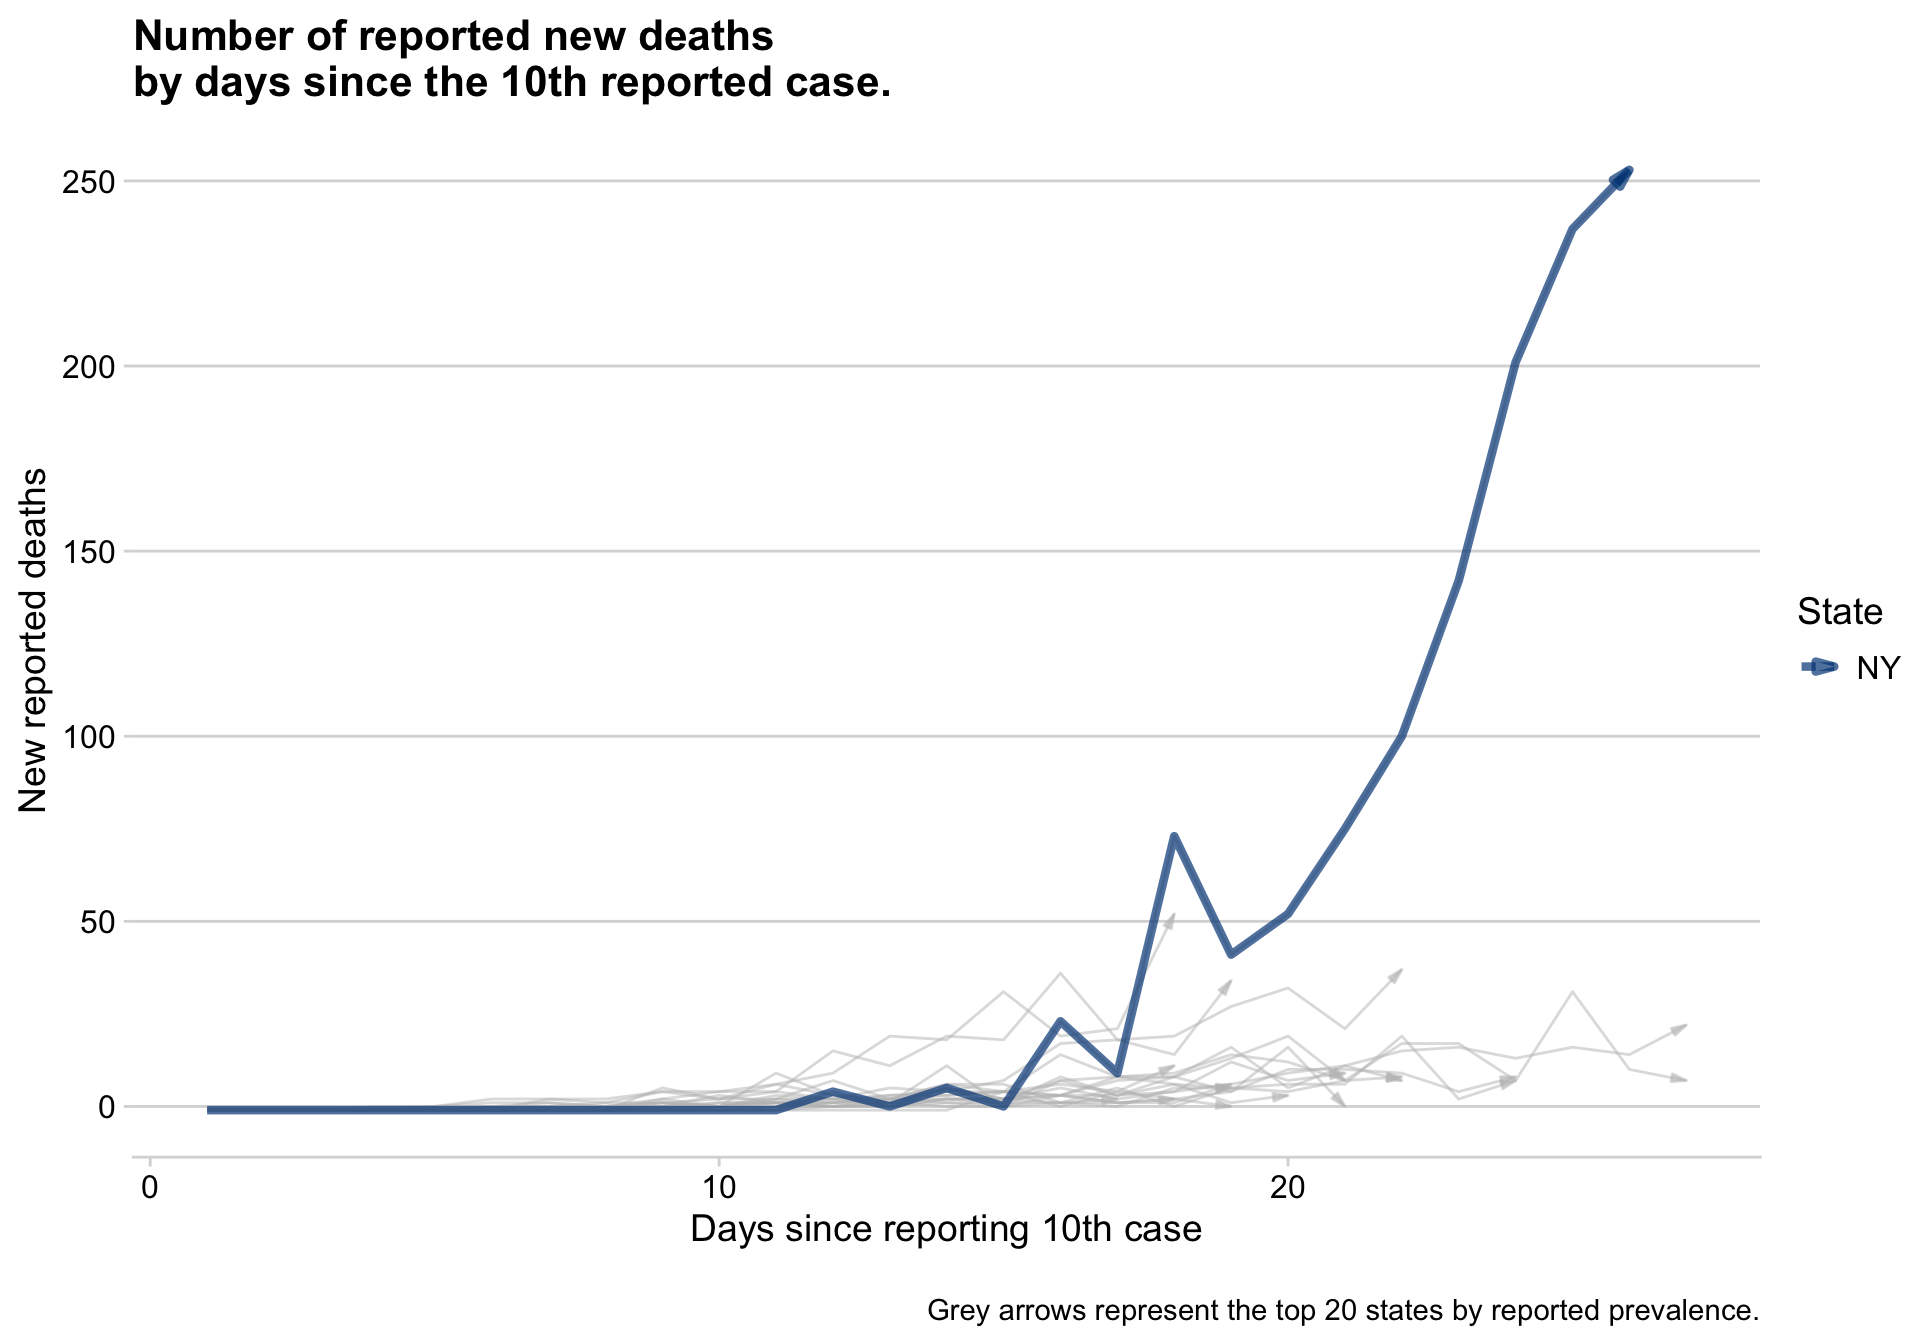 Number of reported new deaths
by days since the 10th reported case.
New reported deaths
250
200
150
100
50
0
0
10
20
Days since reporting 10th case
State
NY
Grey arrows represent the top 20 states by reported prevalence.